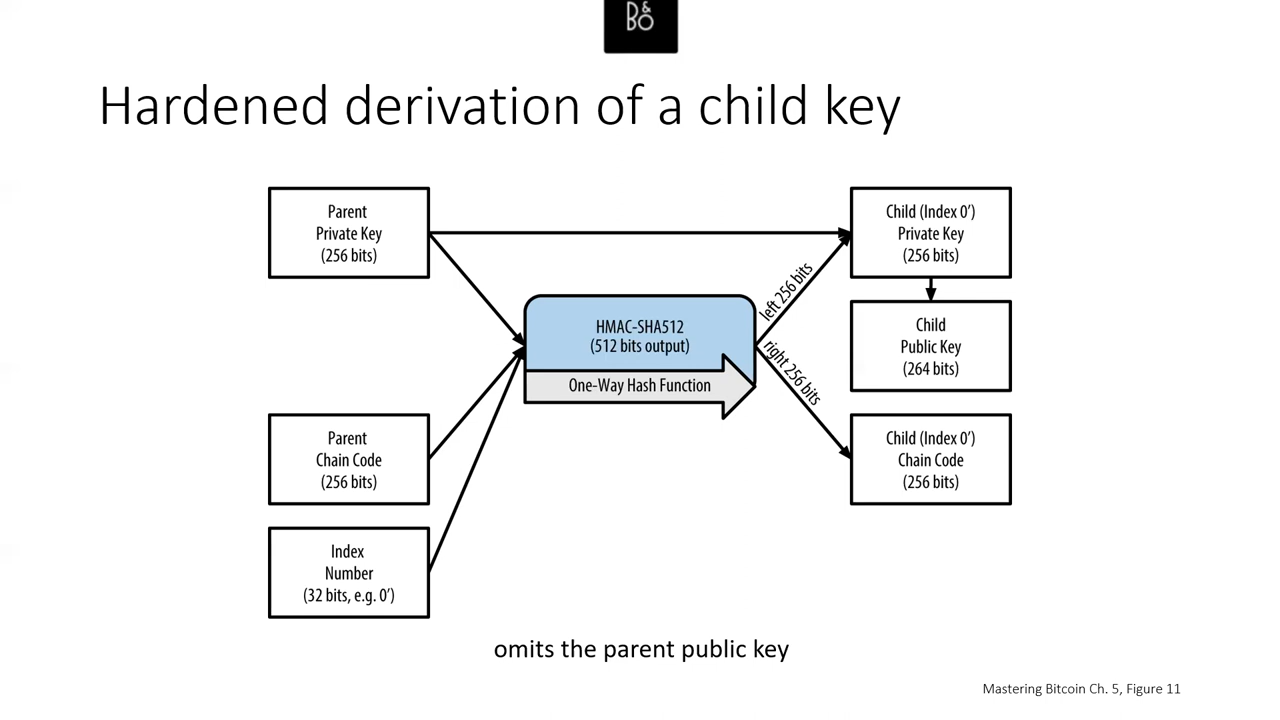 B&O
Hardened derivation of a child key
Parent
Private Key
(256 bits)
Parent
Chain Code
(256 bits)
Index
Number
(32 bits, e.g. 0')
HMAC-SHA512
(512 bits output)
One-Way Hash Function
left 256 bits
right 256 bits
Child (Index 0')
Private Key
(256 bits)
Child
Public Key
(264 bits)
Child (Index 0')
Chain Code
(256 bits)
omits the parent public key
Mastering Bitcoin Ch. 5, Figure 11